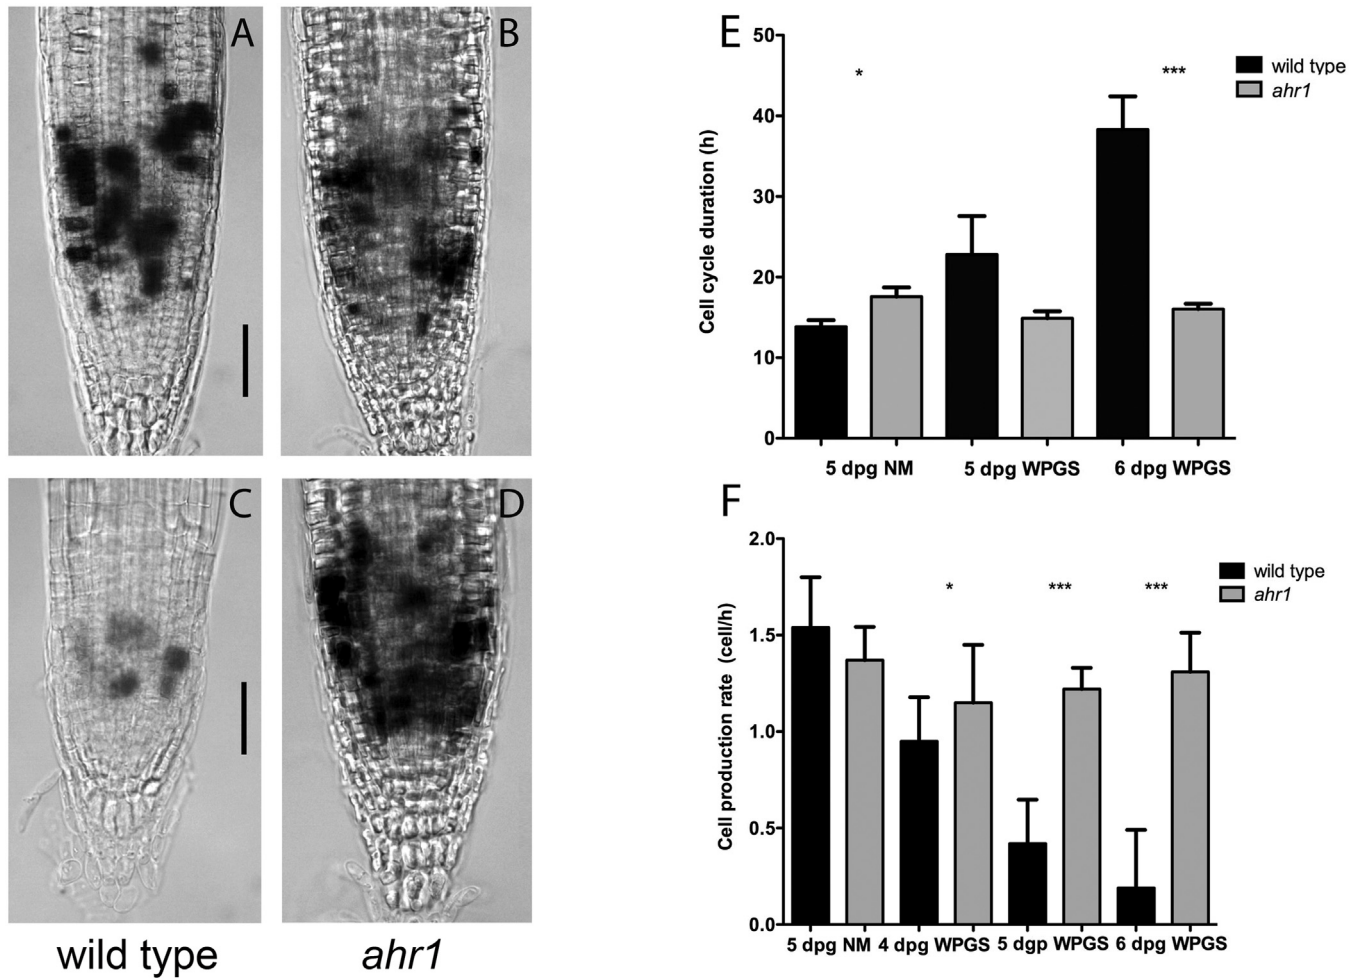 A
B
C
D
wild type
ahr1
E
Cell cycle duration (h)
50
40
30
20
10
0
*
***
wild type
ahr1
5 dpg NM
5 dpg WPGS
6 dpg WPGS
F
Cell production rate (cell/h)
2.0
1.5
1.0
0.5
0.0
*
***
***
wild type
ahr1
5 dpg NM
4 dpg WPGS
5 dgp WPGS
6 dpg WPGS